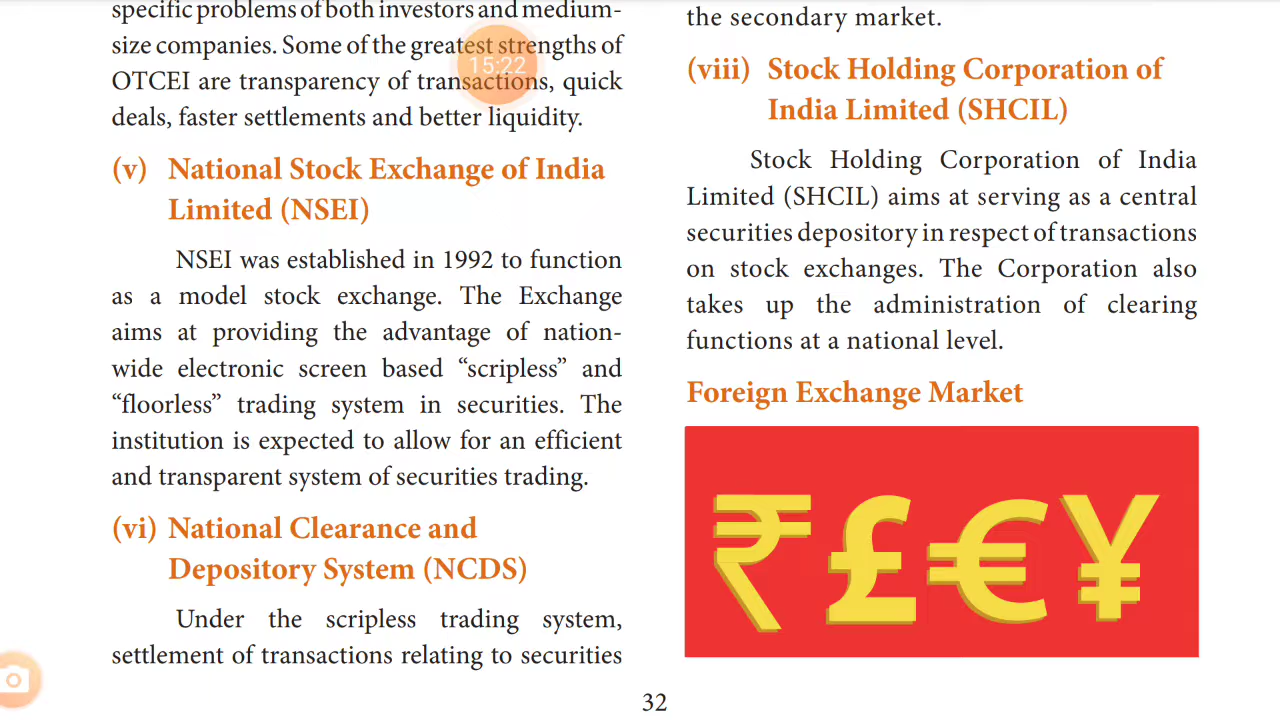 specific problems of both investors and medium-
size companies. Some of the greatest strengths of
OTCEI are transparency of transactions, quick
deals, faster settlements and better liquidity.
(v) National Stock Exchange of India
Limited (NSEI)
NSEI was established in 1992 to function
as a model stock exchange. The Exchange
aims at providing the advantage of nation-
wide electronic screen based “scripless” and
“floorless” trading system in securities. The
institution is expected to allow for an efficient
and transparent system of securities trading.
(vi) National Clearance and
Depository System (NCDS)
Under the scripless trading system,
settlement of transactions relating to securities
the secondary market.
(viii) Stock Holding Corporation of
India Limited (SHCIL)
Stock Holding Corporation of India
Limited (SHCIL) aims at serving as a central
securities depository in respect of transactions
on stock exchanges. The Corporation also
takes up the administration of clearing
functions at a national level.
Foreign Exchange Market
₹ £ € ¥
32
15:22